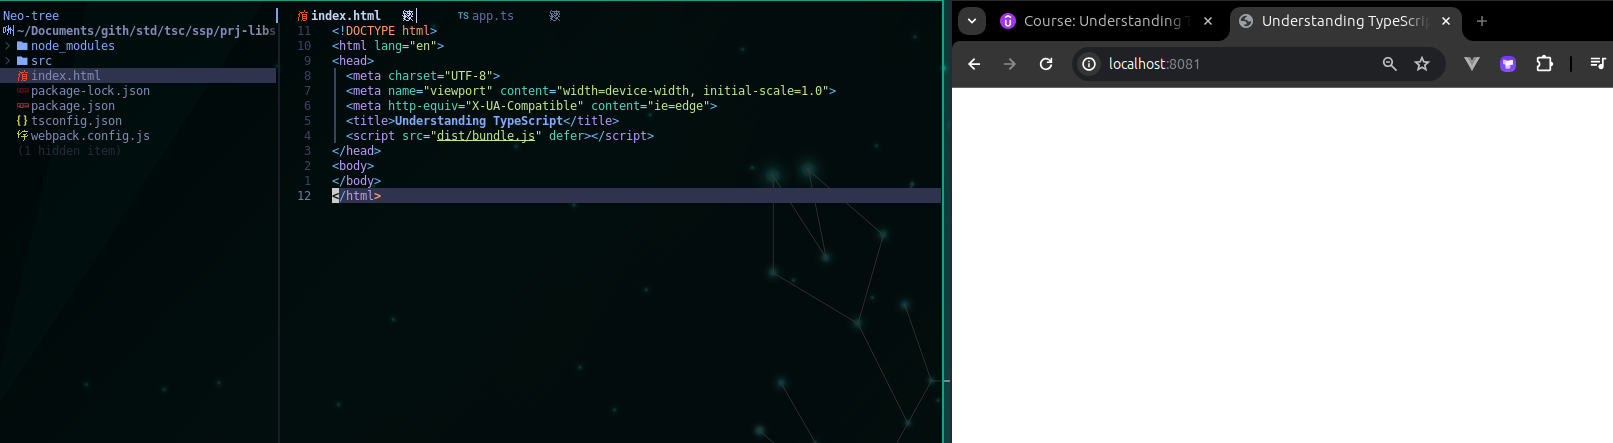 Neo-tree
~/Documents/gith/std/tsc/ssp/prj-libs
node_modules
src
index.html
package-lock.json
package.json
tsconfig.json
webpack.config.js
(1 hidden item)
index.html TS app.ts
11 <!DOCTYPE html>
10 <html lang="en">
9 <head>
8 <meta charset="UTF-8">
7 <meta name="viewport" content="width=device-width, initial-scale=1.0">
6 <meta http-equiv="X-UA-Compatible" content="ie=edge">
5 <title>Understanding TypeScript</title>
4 <script src="dist/bundle.js" defer></script>
3 </head>
2 <body>
1 </body>
12 </html>
Course: Understanding T
Understanding TypeScrip
localhost:8081